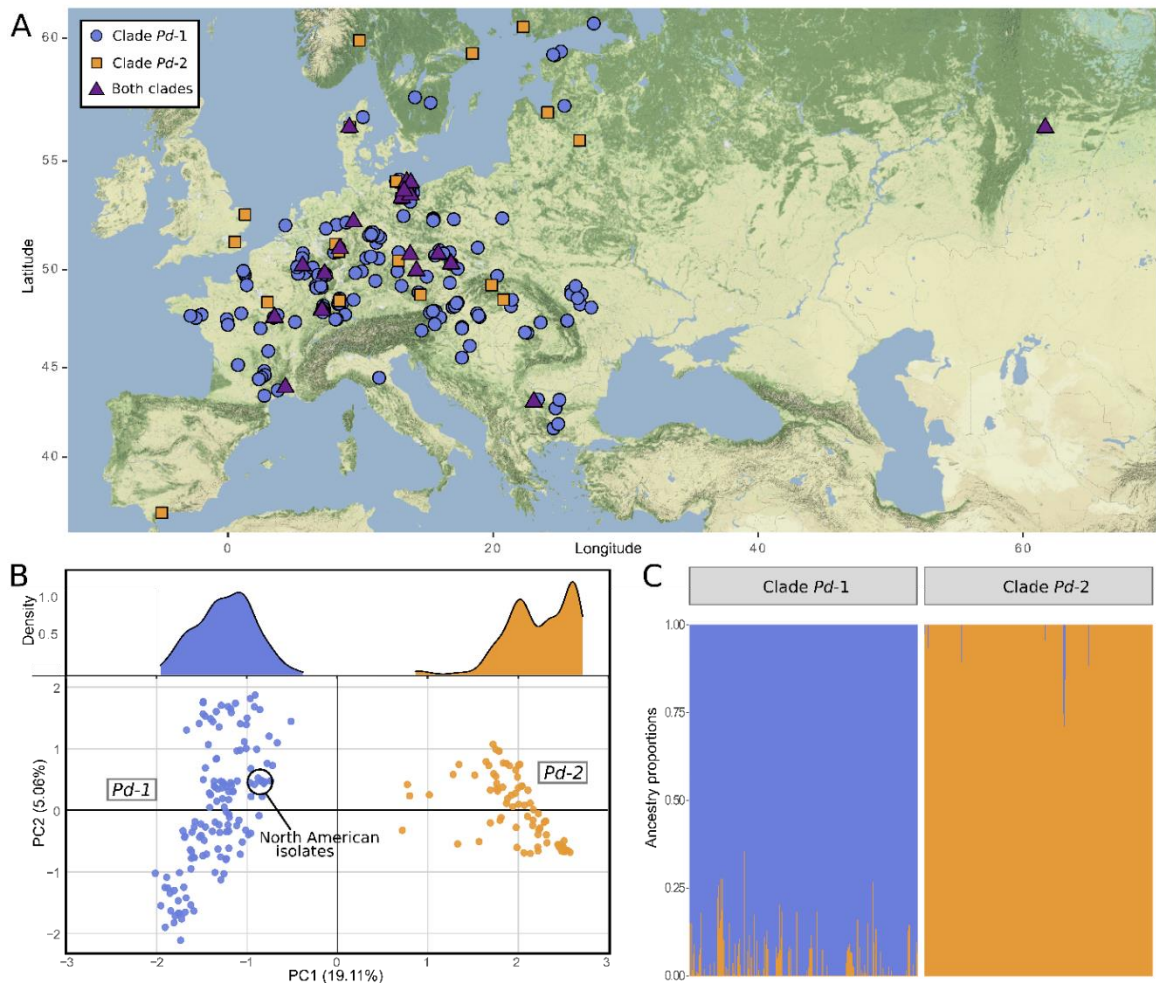 A
Clade Pd-1
Clade Pd-2
Both clades
Latitude
60
55
50
45
40
0
20
40
60
Longitude
B
Density
1.0
0.5
2
1
0
-1
-2
PC2 (5.06%)
Pd-1
Pd-2
North American
isolates
-3
-2
-1
0
1
2
3
PC1 (19.11%)
C
Clade Pd-1
Clade Pd-2
Ancestry proportions
1.00
0.75
0.50
0.25
0.00